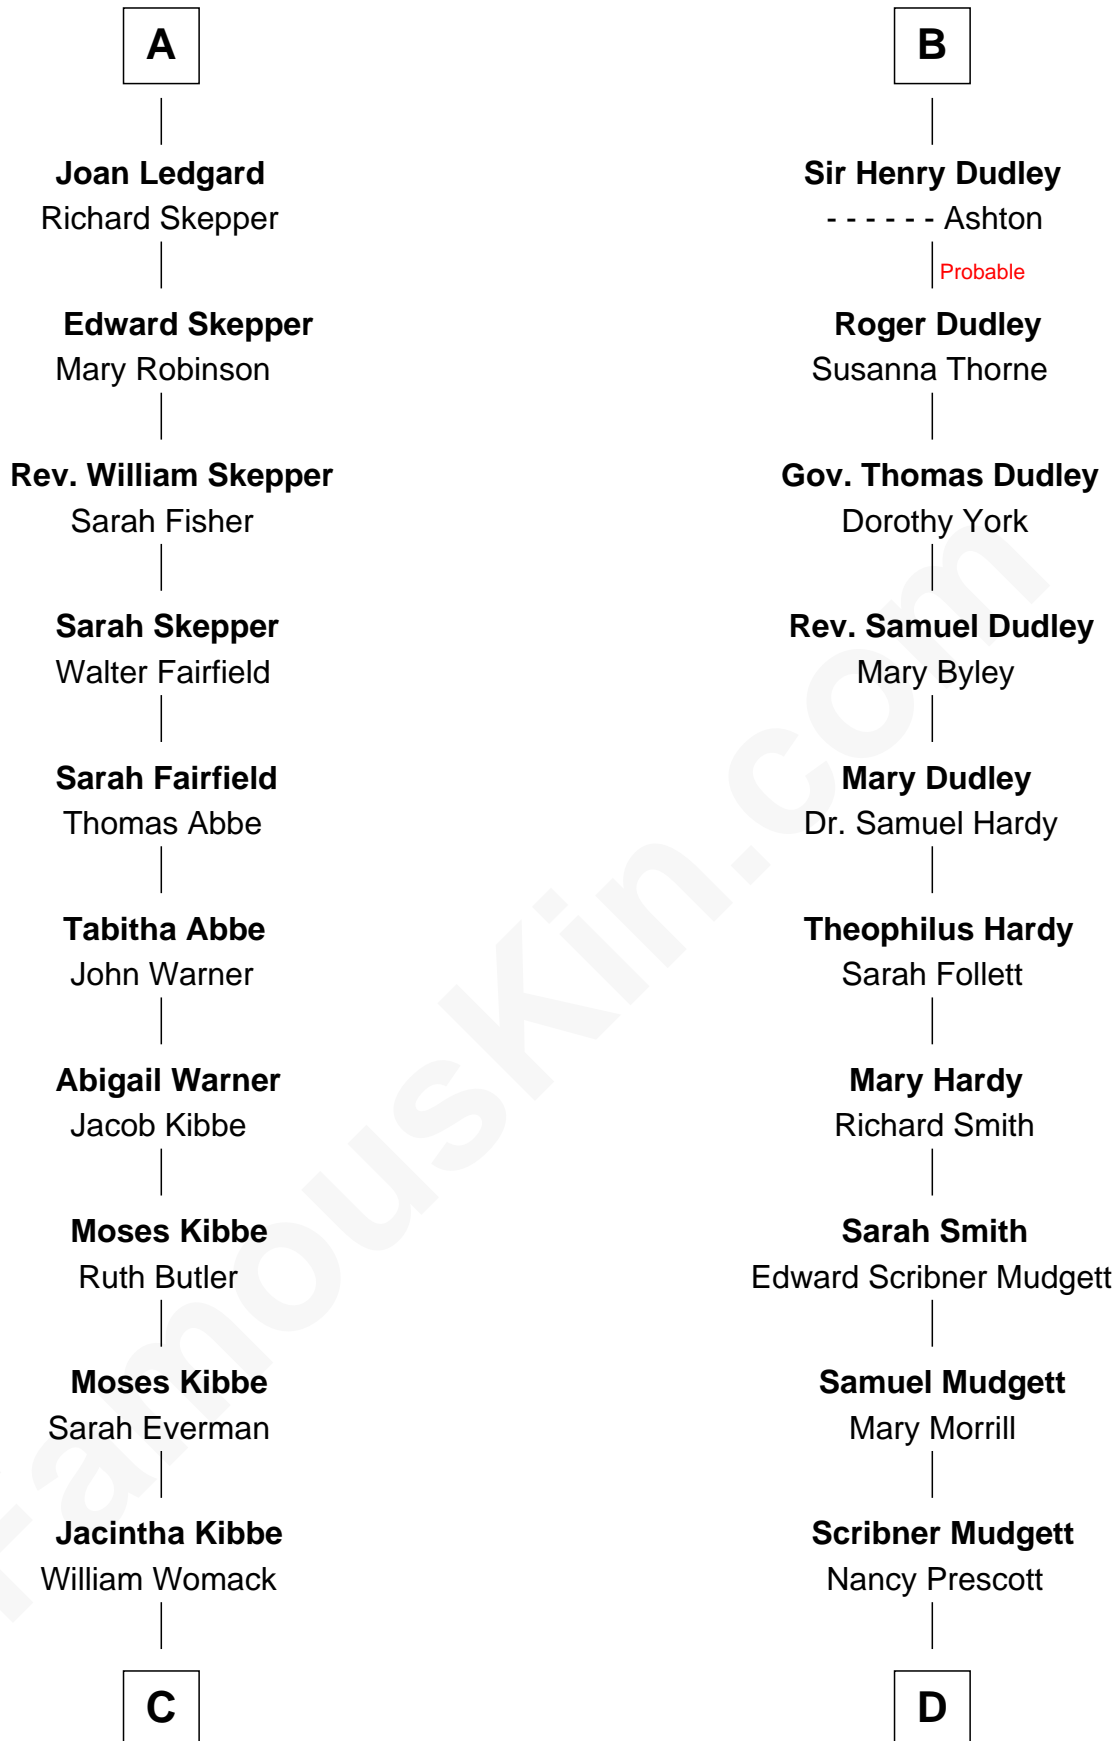 A
Joan Ledgard
Richard Skepper
Edward Skepper
Mary Robinson
Rev. William Skepper
Sarah Fisher
Sarah Skepper
Walter Fairfield
Sarah Fairfield
Thomas Abbe
Tabitha Abbe
John Warner
Abigail Warner
Jacob Kibbe
Moses Kibbe
Ruth Butler
Moses Kibbe
Sarah Everman
Jacintha Kibbe
William Womack
C
B
Sir Henry Dudley
- - - - - - Ashton
Probable
Roger Dudley
Susanna Thorne
Gov. Thomas Dudley
Dorothy York
Rev. Samuel Dudley
Mary Byley
Mary Dudley
Dr. Samuel Hardy
Theophilus Hardy
Sarah Follett
Mary Hardy
Richard Smith
Sarah Smith
Edward Scribner Mudgett
Samuel Mudgett
Mary Morrill
Scribner Mudgett
Nancy Prescott
D
FamousKin.com